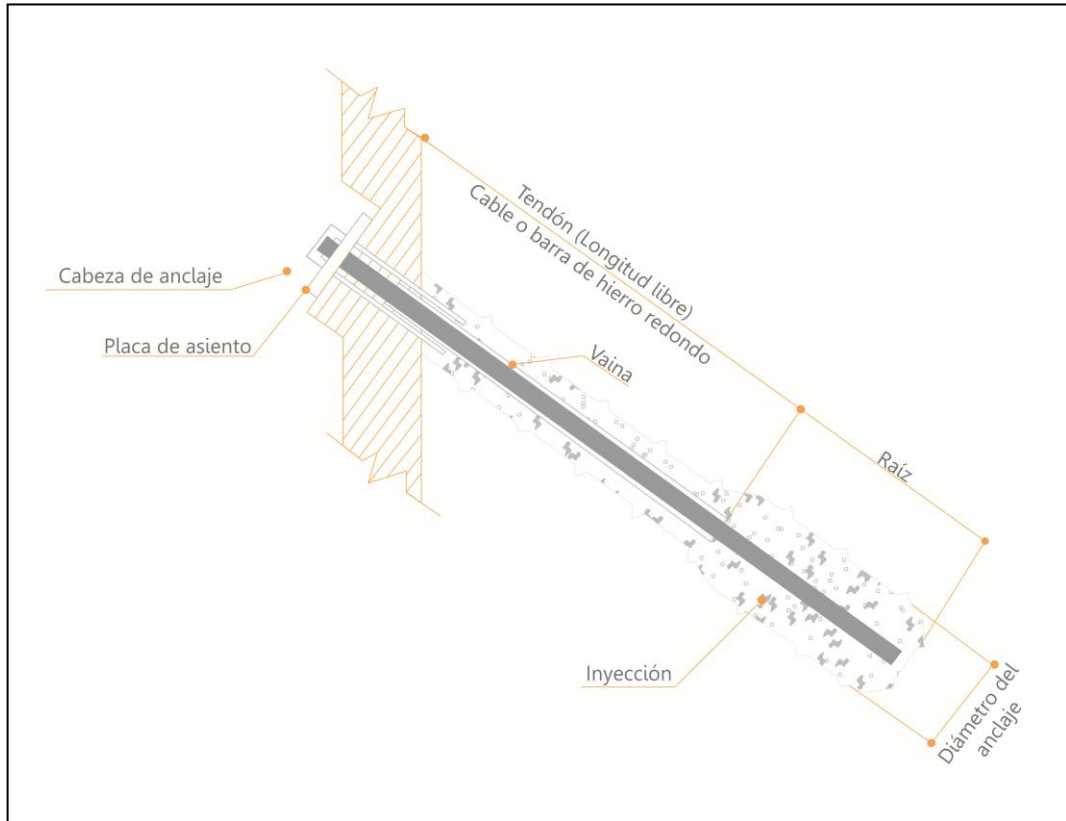 Tendón (Longitud libre)
Cable o barra de hierro redondo
Cabeza de anclaje
Placa de asiento
Vaina
Raíz
Inyección
Diámetro del
anclaje